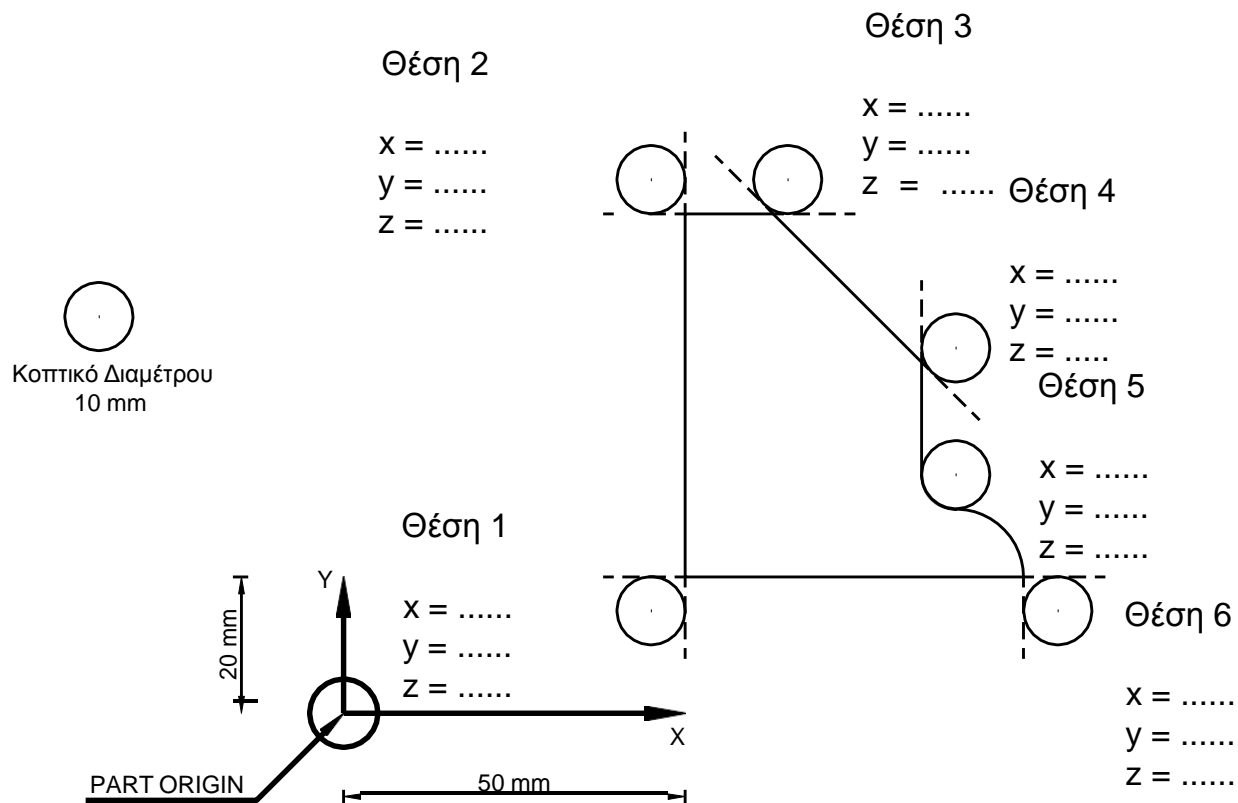 Θέση 3
x = ......
y = ......
z = ......
Θέση 2
x = ......
y = ......
z = ......
Θέση 4
x = ......
y = ......
z = .....
Κοπτικό Διαμέτρου
10 mm
Θέση 5
x = ......
y = ......
z = ......
Θέση 1
x = ......
y = ......
z = ......
Y
20 mm
X
Θέση 6
x = ......
y = ......
z = ......
PART ORIGIN
50 mm